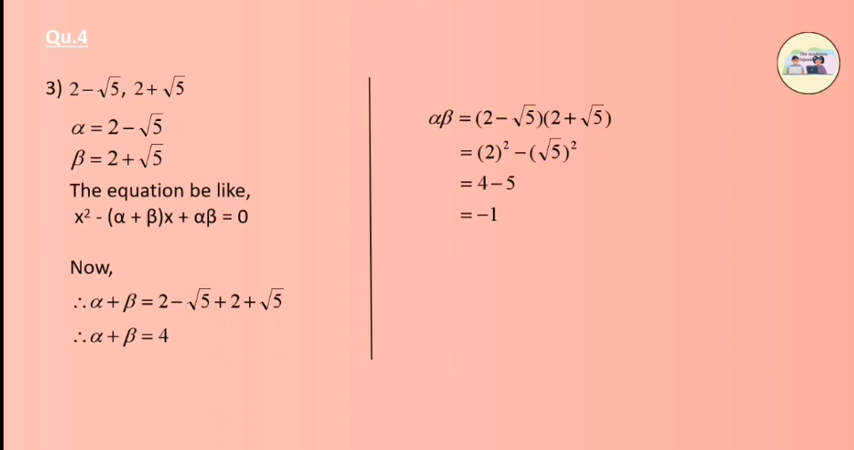 Qu.4
3) 2−√5, 2+√5
α = 2−√5
β = 2+√5
The equation be like,
x² - (α + β)x + αβ = 0
Now,
∴α+β = 2−√5+2+√5
∴α+β = 4
αβ = (2−√5)(2+√5)
= (2)² −(√5)²
= 4−5
= −1